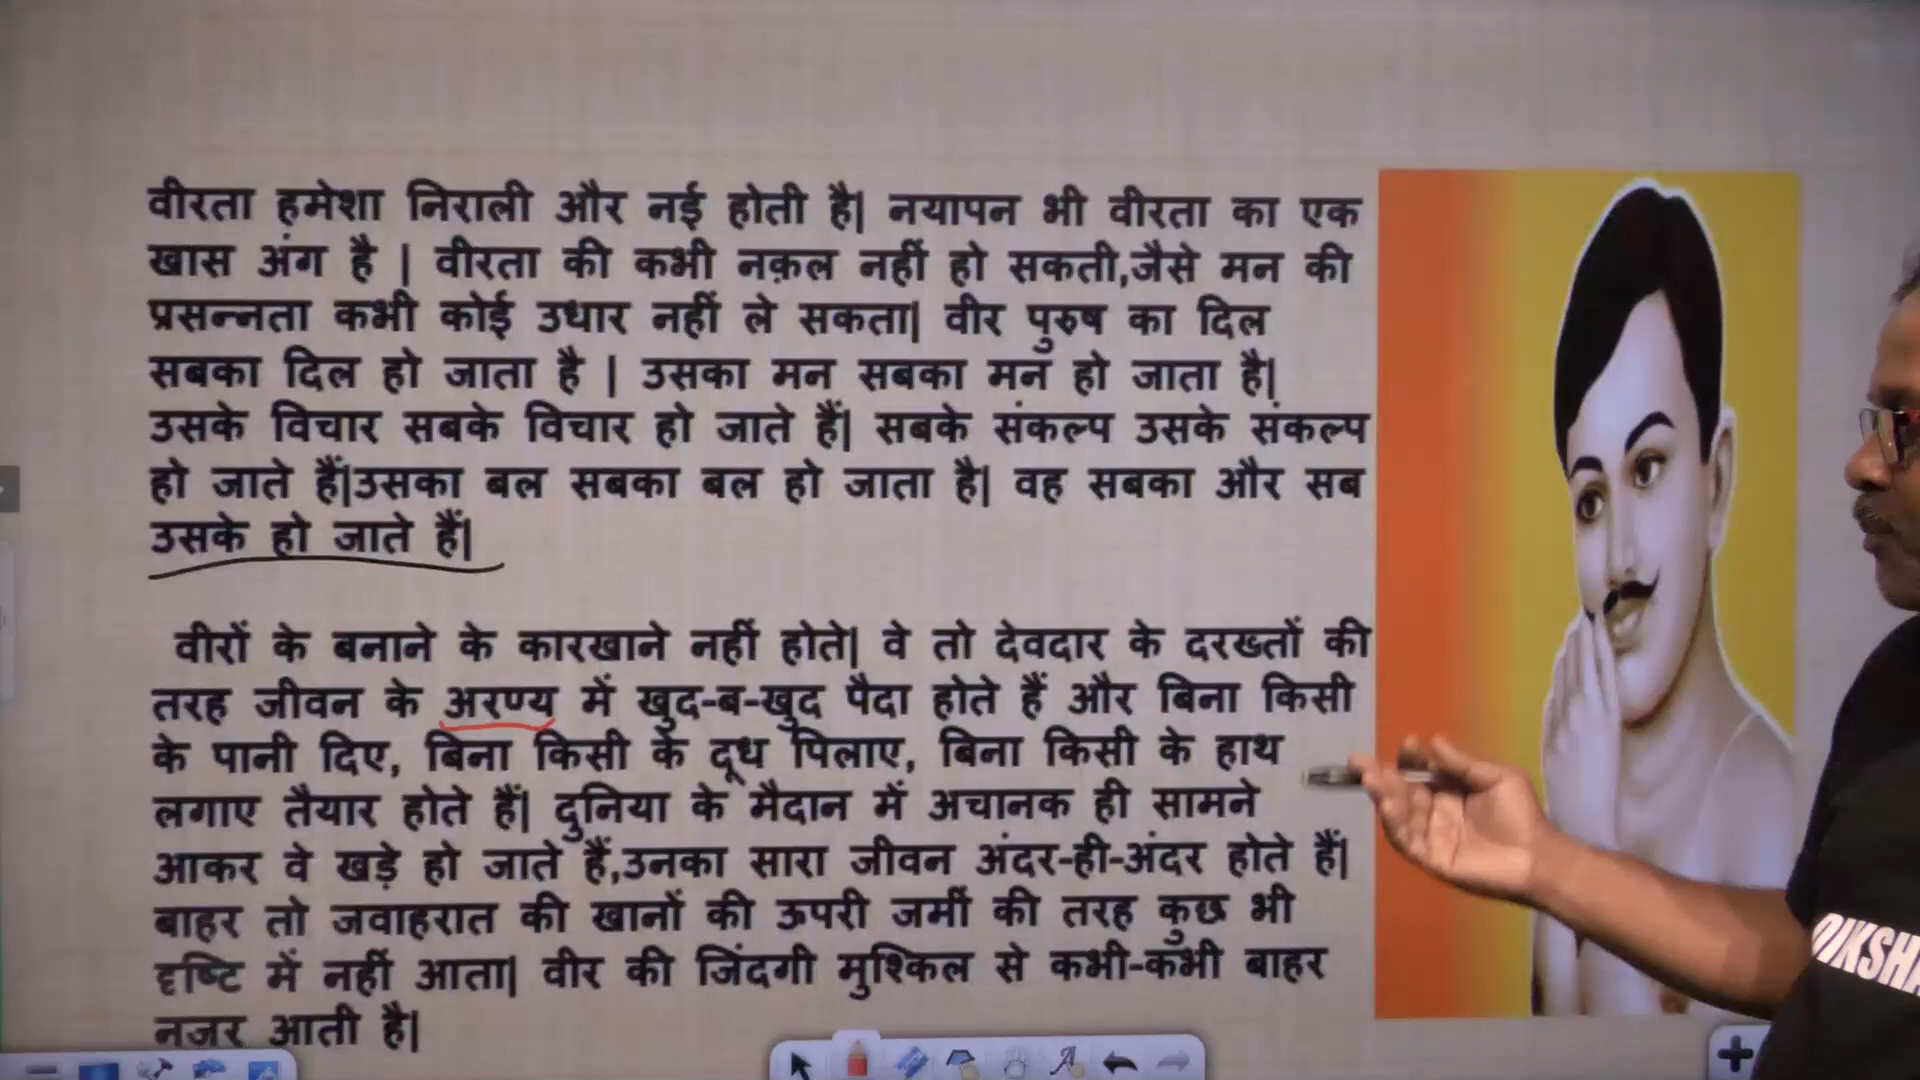 वीरता हमेशा निराली और नई होती है| नयापन भी वीरता का एक
खास अंग है | वीरता की कभी नक़ल नहीं हो सकती,जैसे मन की
प्रसन्नता कभी कोई उधार नहीं ले सकता| वीर पुरुष का दिल
सबका दिल हो जाता है | उसका मन सबका मन हो जाता है|
उसके विचार सबके विचार हो जाते हैं| सबके संकल्प उसके संकल्प
हो जाते हैं|उसका बल सबका बल हो जाता है| वह सबका और सब
उसके हो जाते हैं|
वीरों के बनाने के कारखाने नहीं होते| वे तो देवदार के दरख्तों की
तरह जीवन के अरण्य में खुद-ब-खुद पैदा होते हैं और बिना किसी
के पानी दिए, बिना किसी के दूध पिलाए, बिना किसी के हाथ
लगाए तैयार होते हैं| दुनिया के मैदान में अचानक ही सामने
आकर वे खड़े हो जाते हैं,उनका सारा जीवन अंदर-ही-अंदर होते हैं|
बाहर तो जवाहरात की खानों की ऊपरी जमीं की तरह कुछ भी
दृष्टि में नहीं आता| वीर की जिंदगी मुश्किल से कभी-कभी बाहर
नजर आती है|